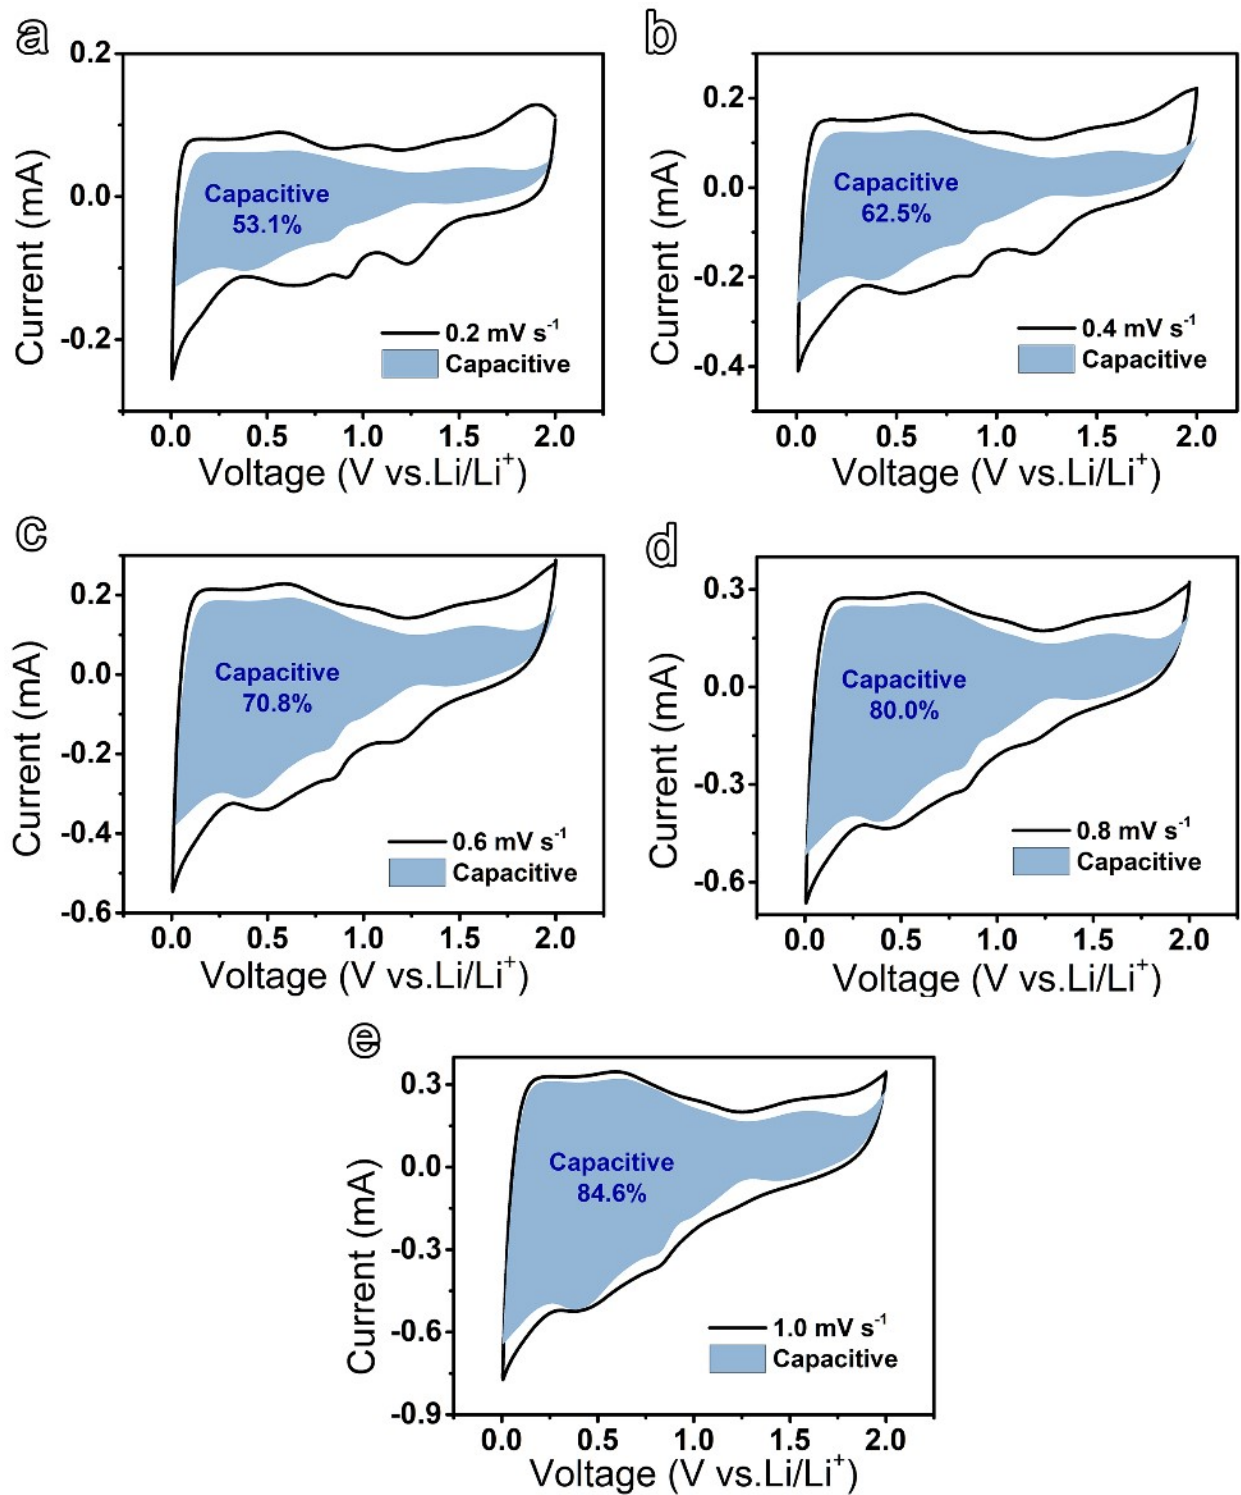 a
0.2
0.0
-0.2
Current (mA)
Capacitive
53.1%
0.2 mV s⁻¹
Capacitive
0.0 0.5 1.0 1.5 2.0
Voltage (V vs.Li/Li⁺)
b
0.2
0.0
-0.2
-0.4
Current (mA)
Capacitive
62.5%
0.4 mV s⁻¹
Capacitive
0.0 0.5 1.0 1.5 2.0
Voltage (V vs.Li/Li⁺)
c
0.2
0.0
-0.2
-0.4
-0.6
Current (mA)
Capacitive
70.8%
0.6 mV s⁻¹
Capacitive
0.0 0.5 1.0 1.5 2.0
Voltage (V vs.Li/Li⁺)
d
0.3
0.0
-0.3
-0.6
Current (mA)
Capacitive
80.0%
0.8 mV s⁻¹
Capacitive
0.0 0.5 1.0 1.5 2.0
Voltage (V vs.Li/Li⁺)
e
0.3
0.0
-0.3
-0.6
-0.9
Current (mA)
Capacitive
84.6%
1.0 mV s⁻¹
Capacitive
0.0 0.5 1.0 1.5 2.0
Voltage (V vs.Li/Li⁺)